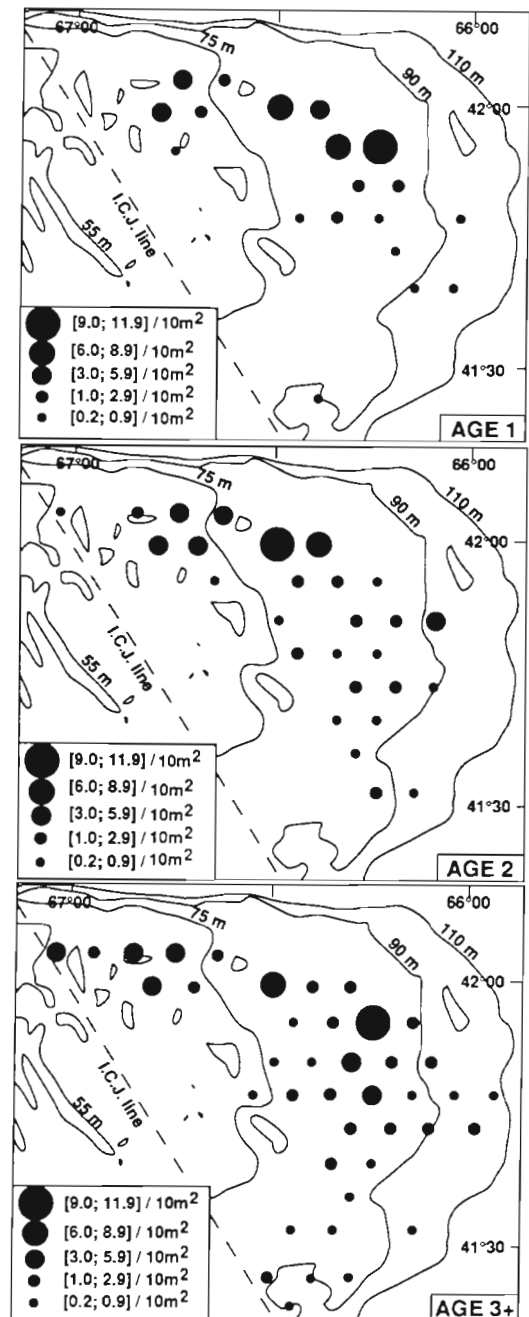 67°00
75 m
66°00
110 m
90 m
42°00
I.C.J. line
55 m
[9.0; 11.9] / 10m²
[6.0; 8.9] / 10m²
[3.0; 5.9] / 10m²
[1.0; 2.9] / 10m²
[0.2; 0.9] / 10m²
41°30
AGE 1
67°00
75 m
66°00
110 m
90 m
42°00
I.C.J. line
55 m
[9.0; 11.9] / 10m²
[6.0; 8.9] / 10m²
[3.0; 5.9] / 10m²
[1.0; 2.9] / 10m²
[0.2; 0.9] / 10m²
41°30
AGE 2
67°00
75 m
66°00
110 m
90 m
42°00
I.C.J. line
55 m
[9.0; 11.9] / 10m²
[6.0; 8.9] / 10m²
[3.0; 5.9] / 10m²
[1.0; 2.9] / 10m²
[0.2; 0.9] / 10m²
41°30
AGE 3+